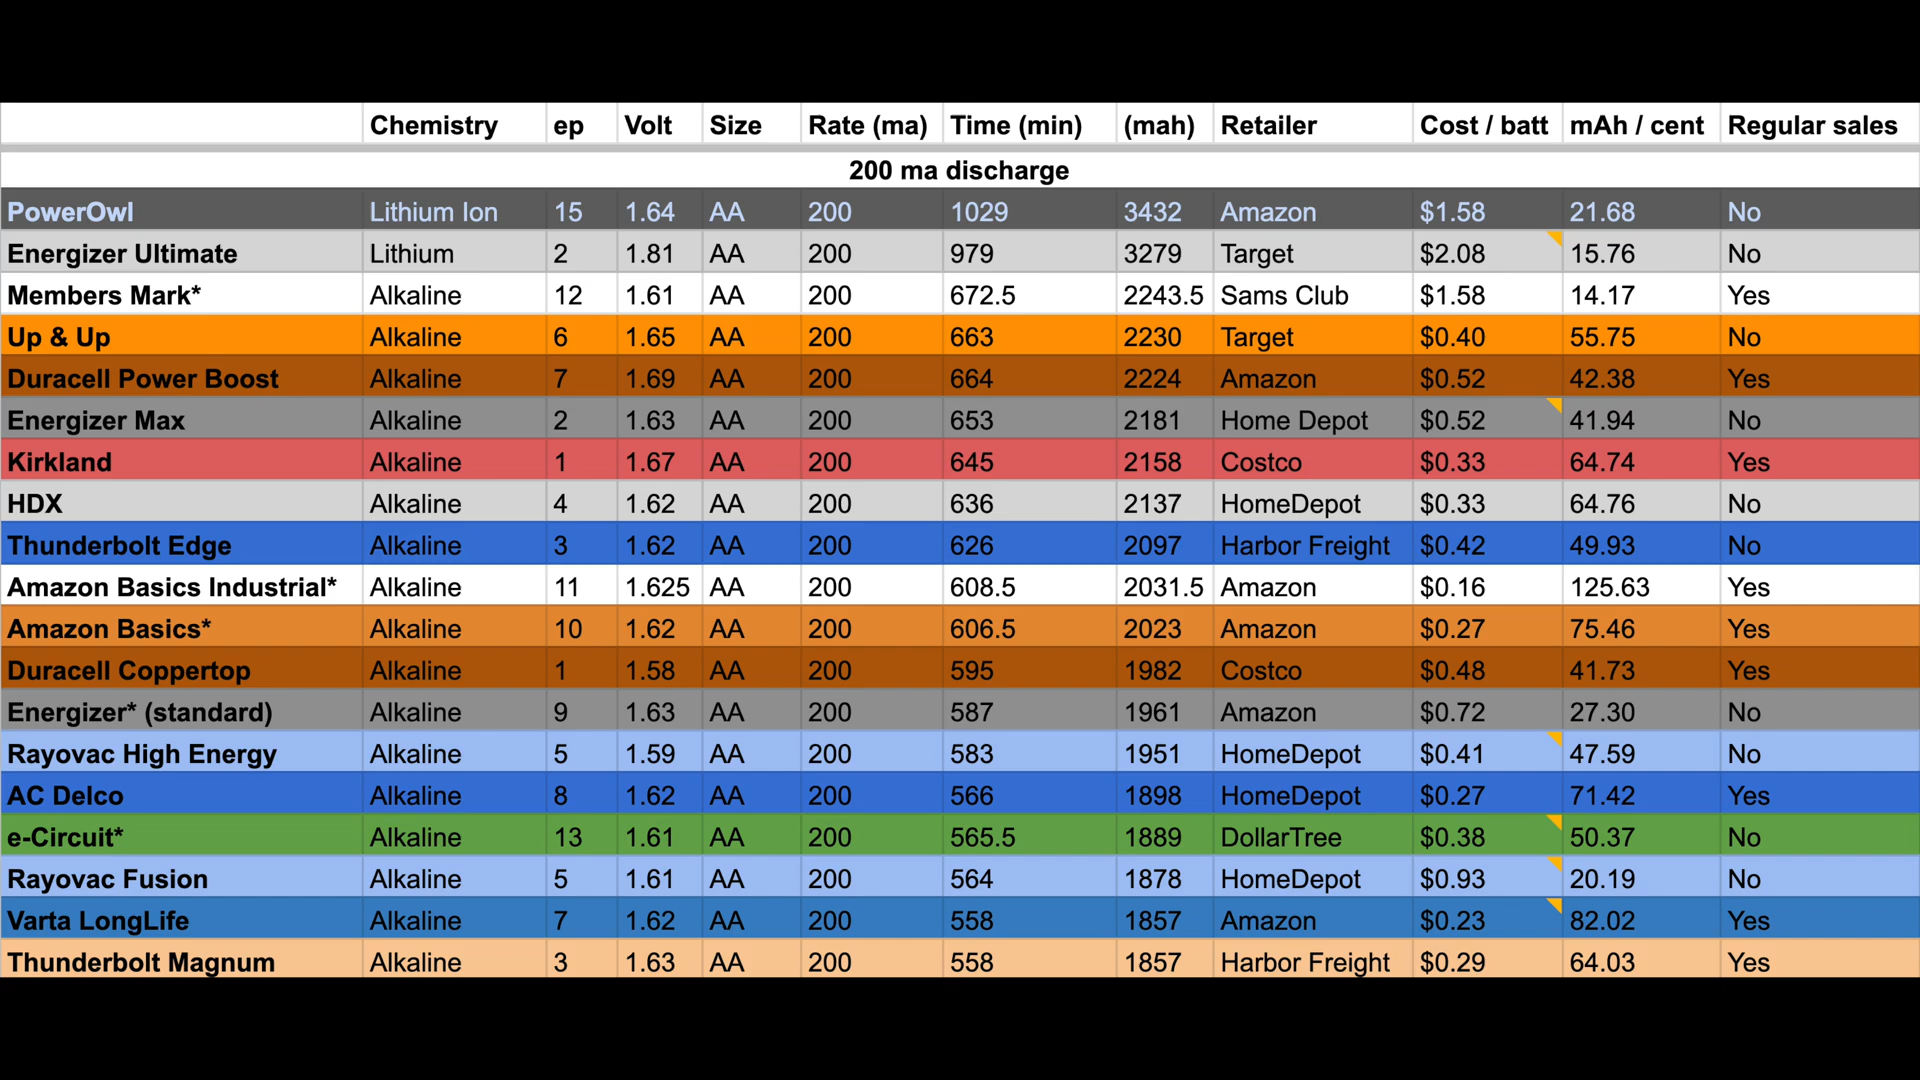 Chemistry ep Volt Size Rate (ma) Time (min) (mah) Retailer Cost / batt mAh / cent Regular sales
200 ma discharge
PowerOwl Lithium Ion 15 1.64 AA 200 1029 3432 Amazon $1.58 21.68 No
Energizer Ultimate Lithium 2 1.81 AA 200 979 3279 Target $2.08 15.76 No
Members Mark* Alkaline 12 1.61 AA 200 672.5 2243.5 Sams Club $1.58 14.17 Yes
Up & Up Alkaline 6 1.65 AA 200 663 2230 Target $0.40 55.75 No
Duracell Power Boost Alkaline 7 1.69 AA 200 664 2224 Amazon $0.52 42.38 Yes
Energizer Max Alkaline 2 1.63 AA 200 653 2181 Home Depot $0.52 41.94 No
Kirkland Alkaline 1 1.67 AA 200 645 2158 Costco $0.33 64.74 Yes
HDX Alkaline 4 1.62 AA 200 636 2137 HomeDepot $0.33 64.76 No
Thunderbolt Edge Alkaline 3 1.62 AA 200 626 2097 Harbor Freight $0.42 49.93 No
Amazon Basics Industrial* Alkaline 11 1.625 AA 200 608.5 2031.5 Amazon $0.16 125.63 Yes
Amazon Basics* Alkaline 10 1.62 AA 200 606.5 2023 Amazon $0.27 75.46 Yes
Duracell Coppertop Alkaline 1 1.58 AA 200 595 1982 Costco $0.48 41.73 Yes
Energizer* (standard) Alkaline 9 1.63 AA 200 587 1961 Amazon $0.72 27.30 No
Rayovac High Energy Alkaline 5 1.59 AA 200 583 1951 HomeDepot $0.41 47.59 No
AC Delco Alkaline 8 1.62 AA 200 566 1898 HomeDepot $0.27 71.42 Yes
e-Circuit* Alkaline 13 1.61 AA 200 565.5 1889 DollarTree $0.38 50.37 No
Rayovac Fusion Alkaline 5 1.61 AA 200 564 1878 HomeDepot $0.93 20.19 No
Varta LongLife Alkaline 7 1.62 AA 200 558 1857 Amazon $0.23 82.02 Yes
Thunderbolt Magnum Alkaline 3 1.63 AA 200 558 1857 Harbor Freight $0.29 64.03 Yes